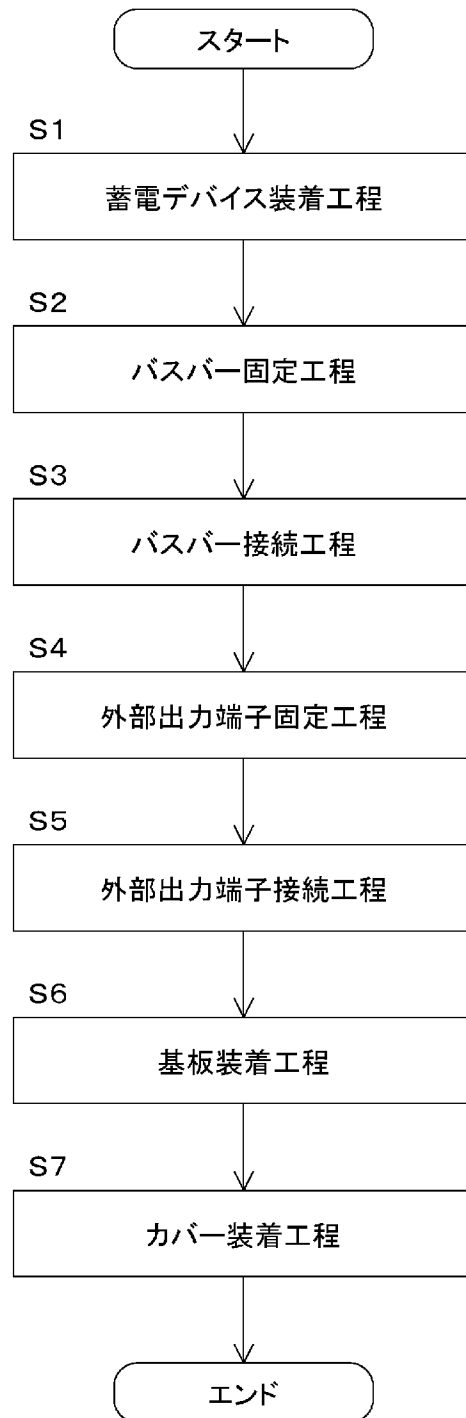 スタート
S1
蓄電デバイス装着工程
S2
バスバー固定工程
S3
バスバー接続工程
S4
外部出力端子固定工程
S5
外部出力端子接続工程
S6
基板装着工程
S7
カバー装着工程
エンド